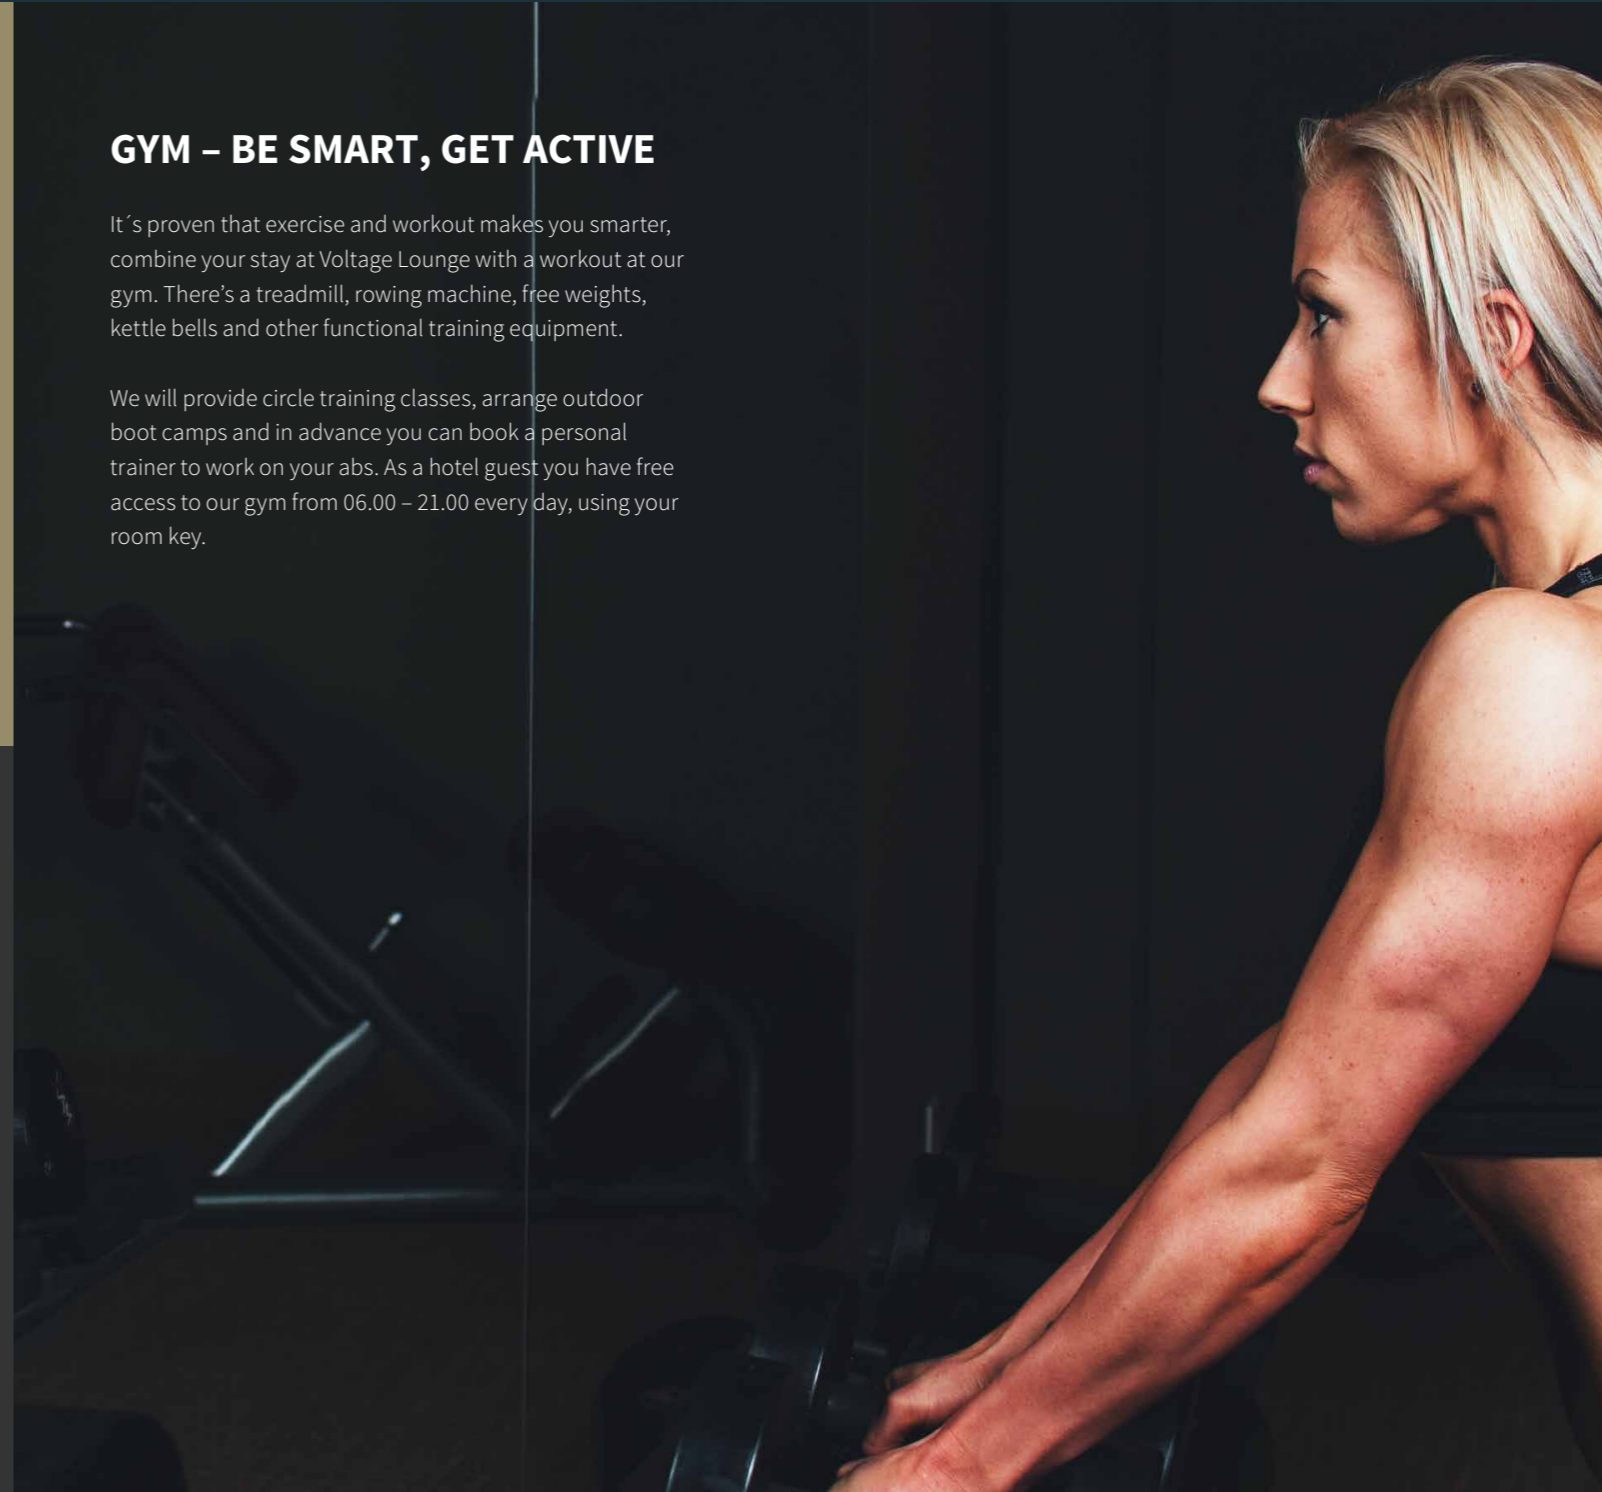 GYM – BE SMART, GET ACTIVE
It´s proven that exercise and workout makes you smarter,
combine your stay at Voltage Lounge with a workout at our
gym. There’s a treadmill, rowing machine, free weights,
kettle bells and other functional training equipment.
We will provide circle training classes, arrange outdoor
boot camps and in advance you can book a personal
trainer to work on your abs. As a hotel guest you have free
access to our gym from 06.00 – 21.00 every day, using your
room key.